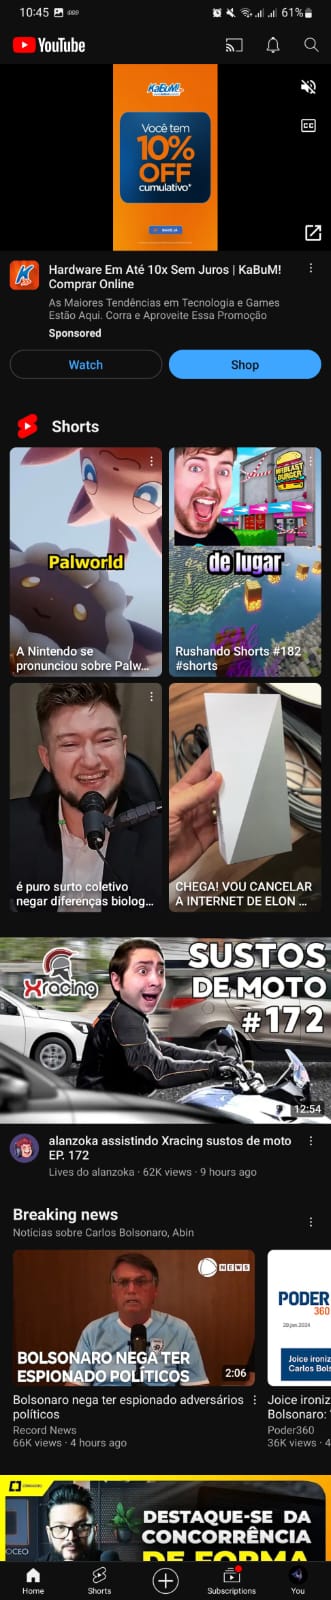 10:45
61%
YouTube
KaBuM!
Você tem
10%
OFF
cumulativo*
CC
Hardware Em Até 10x Sem Juros | KaBuM!
Comprar Online
As Maiores Tendências em Tecnologia e Games
Estão Aqui. Corra e Aproveite Essa Promoção
Sponsored
Watch
Shop
Shorts
Palworld
A Nintendo se
pronunciou sobre Palw...
BEAST
BURGER
de lugar
Rushando Shorts #182
#shorts
é puro surto coletivo
negar diferenças biolog...
CHEGA! VOU CANCELAR
A INTERNET DE ELON ...
Xracing
SUSTOS
DE MOTO
#172
12:54
alanzoka assistindo Xracing sustos de moto
EP. 172
Lives do alanzoka · 62K views · 9 hours ago
Breaking news
Notícias sobre Carlos Bolsonaro, Abin
NEWS
BOLSONARO NEGA TER
ESPIONADO POLÍTICOS
2:06
Bolsonaro nega ter espionado adversários
políticos
Record News
66K views · 4 hours ago
PODER
360
29.jan.2024
Joice ironiz
Carlos Bols
Joice ironiz
Bolsonaro: "
Poder360
36K views · 4
DESTAQUE-SE DA
CONCORRÊNCIA
DE FORMA
OCEO
Home
Shorts
Subscriptions
You